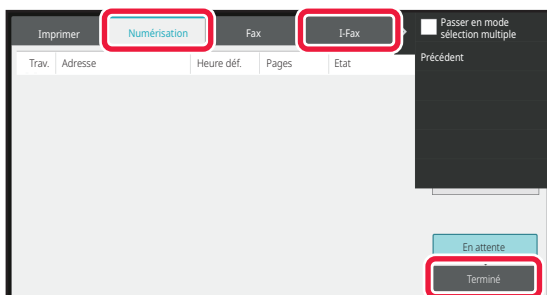 Imprimer Numérisation Fax I-Fax
Passer en mode
sélection multiple
Trav. Adresse Heure déf. Pages Etat
Précédent
En attente
Terminé